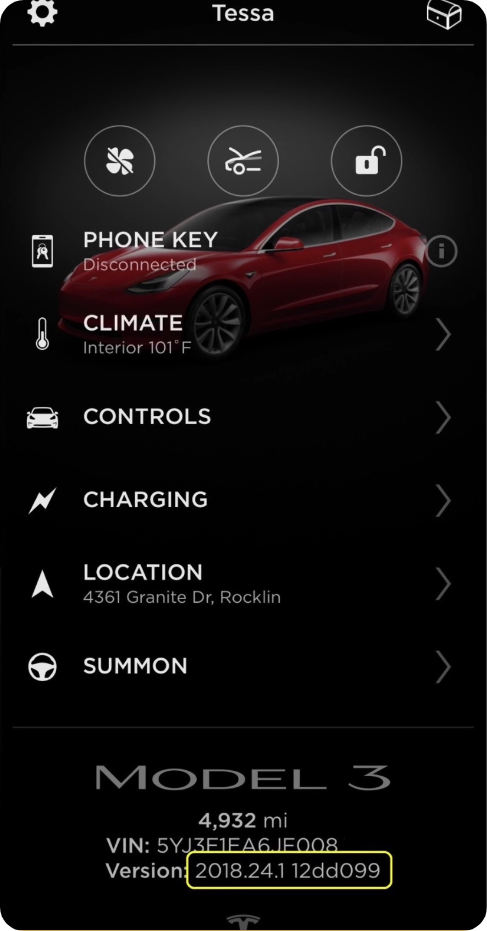 Tessa
PHONE KEY
Disconnected
CLIMATE
Interior 101°F
CONTROLS
CHARGING
LOCATION
4361 Granite Dr, Rocklin
SUMMON
MODEL 3
4,932 mi
VIN: 5YJ3E1EA6JF008
Version: 2018.24.1 12dd099